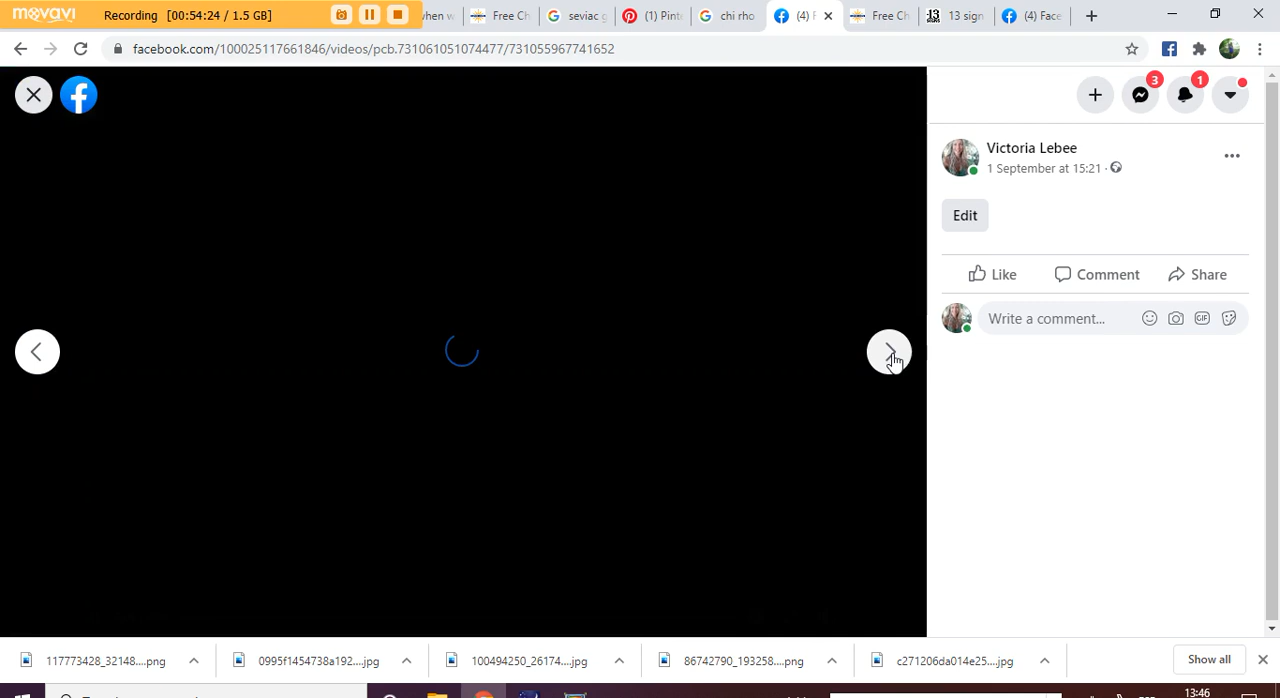 movavi Recording [00:54:24 / 1.5 GB] when w Free Ch seviac g (1) Pint chi rho (4) F Free Ch 13 sign (4) Face
facebook.com/100025117661846/videos/pcb.731061051074477/731055967741652
3 1
Victoria Lebee
1 September at 15:21 ·
Edit
Like Comment Share
Write a comment... GIF
117773428_32148....png 0995f1454738a192....jpg 100494250_26174....jpg 86742790_193258....png c271206da014e25....jpg Show all
13:46